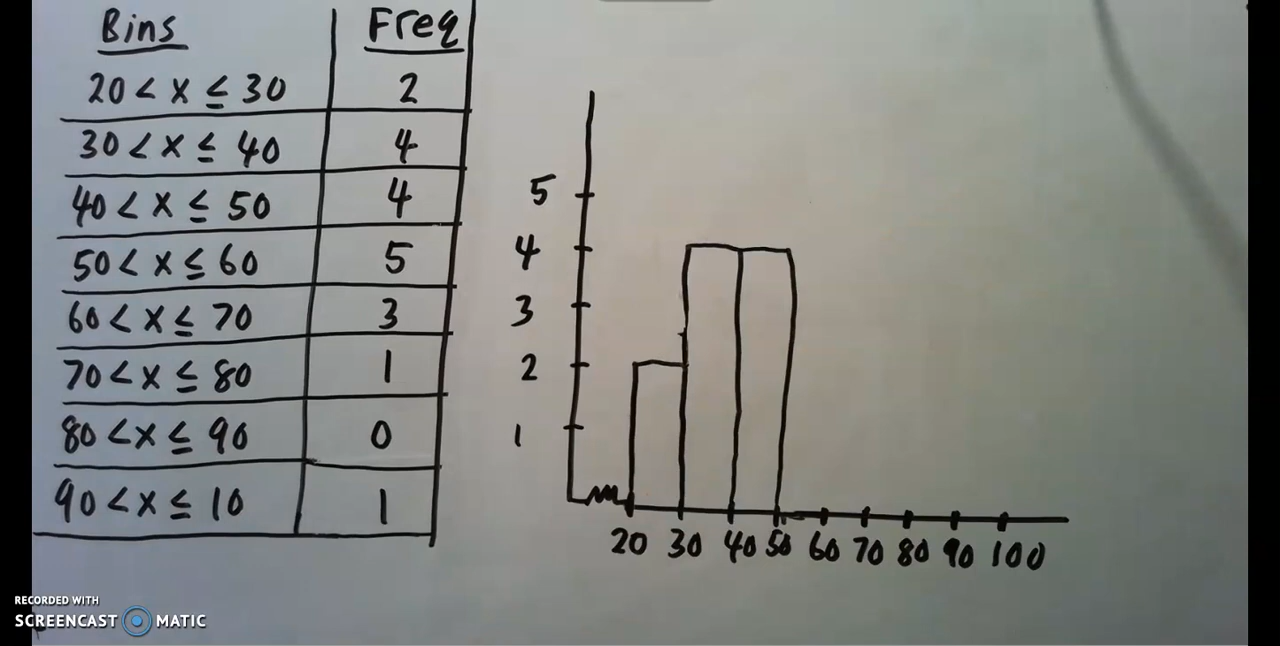 Bins Freq
20 < x ≤ 30 2
30 < x ≤ 40 4
40 < x ≤ 50 4
50 < x ≤ 60 5
60 < x ≤ 70 3
70 < x ≤ 80 1
80 < x ≤ 90 0
90 < x ≤ 10 1
5
4
3
2
1
20 30 40 50 60 70 80 90 100
RECORDED WITH
SCREENCAST MATIC